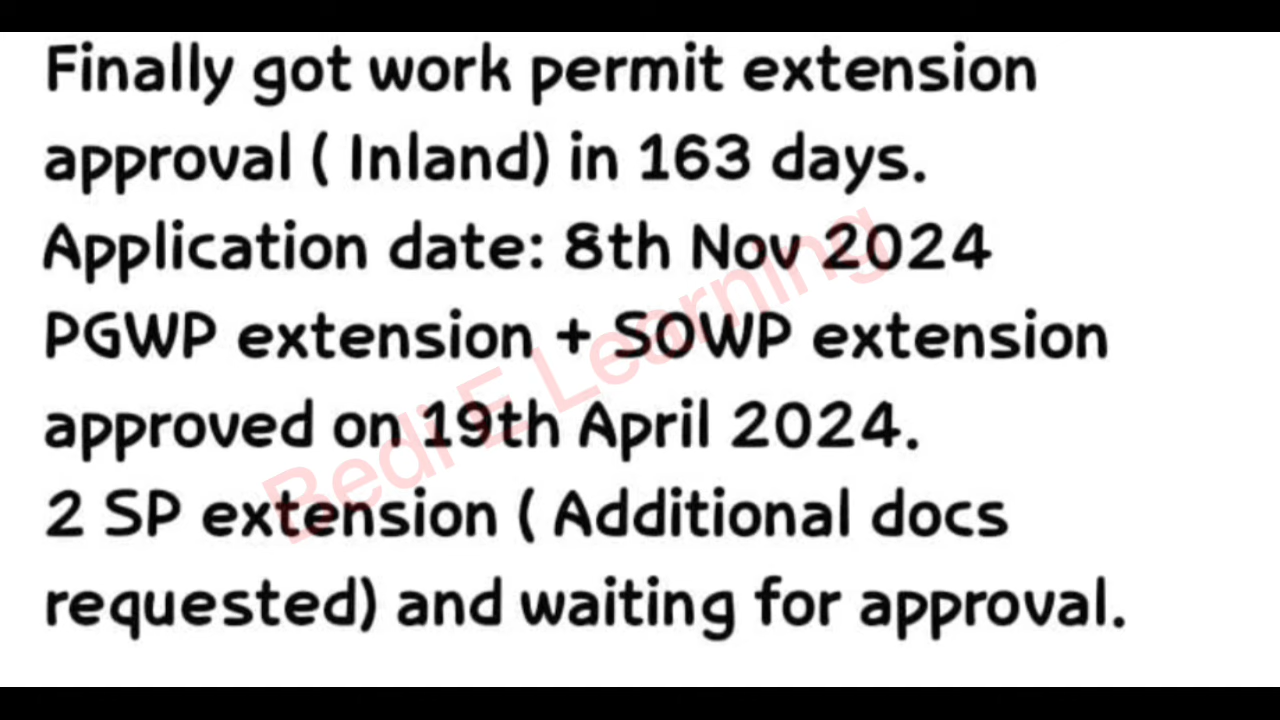 Finally got work permit extension
approval ( Inland) in 163 days.
Application date: 8th Nov 2024
PGWP extension + SOWP extension
approved on 19th April 2024.
2 SP extension ( Additional docs
requested) and waiting for approval.
Bedi E Learning